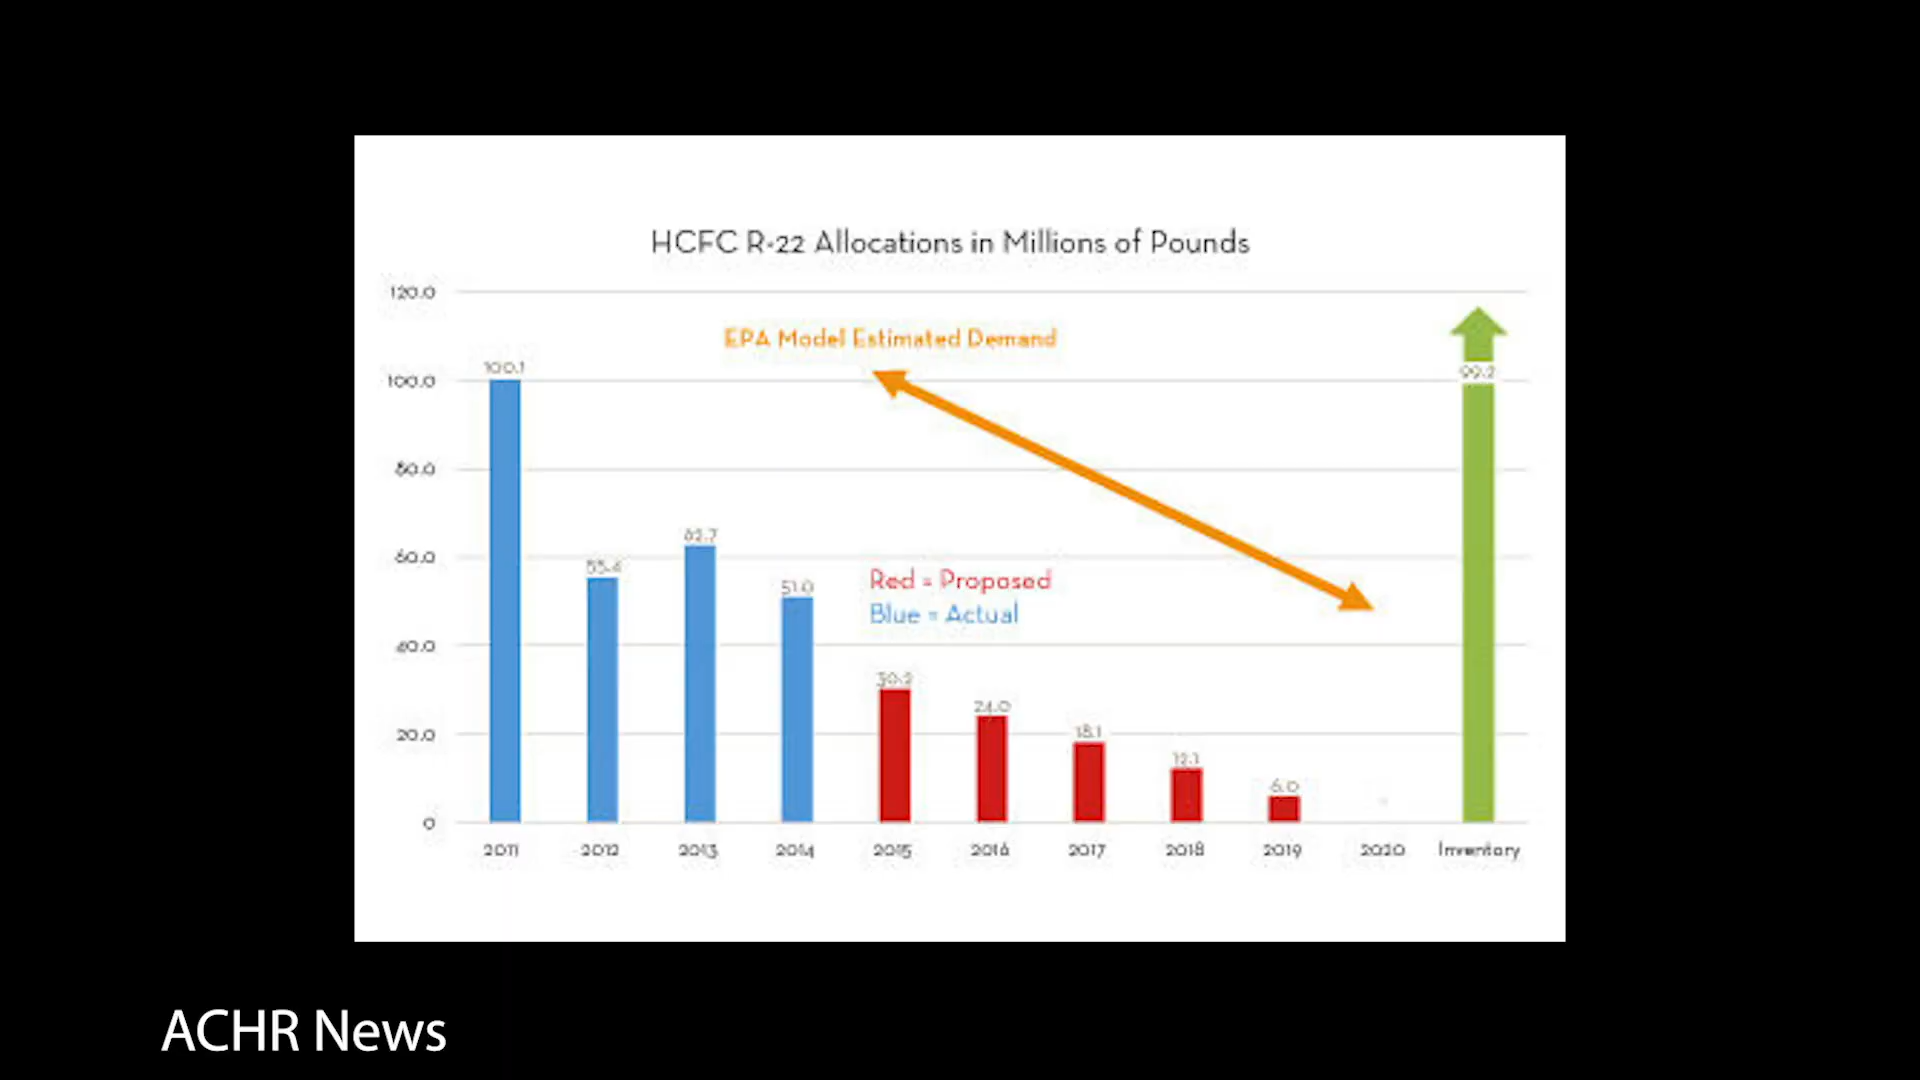 HCFC R-22 Allocations in Millions of Pounds
120.0
EPA Model Estimated Demand
100.1
99.2
100.0
80.0
62.7
60.0
55.4
51.0
Red = Proposed
Blue = Actual
40.0
30.2
24.0
20.0
18.1
12.1
6.0
0
2011 2012 2013 2014 2015 2016 2017 2018 2019 2020 Inventory
ACHR News